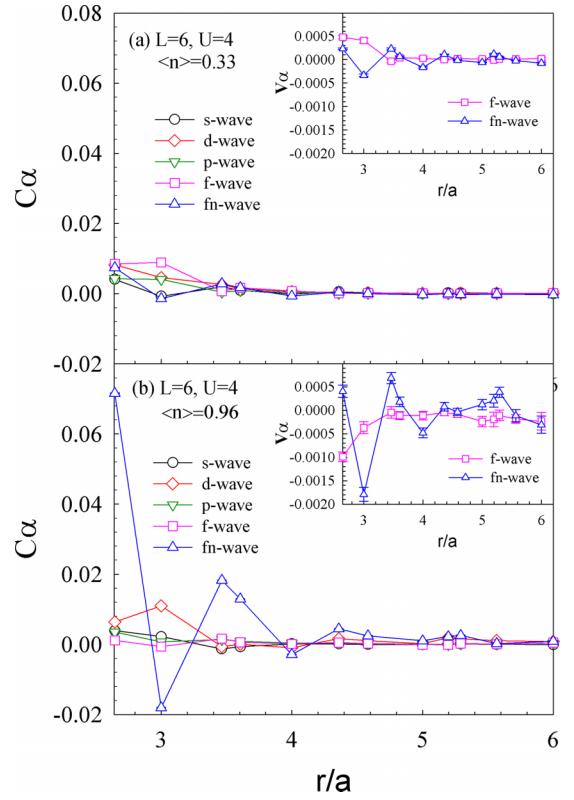 0.08
(a) L=6, U=4
<n>=0.33
s-wave
d-wave
p-wave
f-wave
fn-wave
0.06
0.04
0.02
0.00
-0.02
Cα
0.0005
0.0000
-0.0005
-0.0010
-0.0015
-0.0020
Vα
f-wave
fn-wave
3 4 5 6
r/a
(b) L=6, U=4
<n>=0.96
s-wave
d-wave
p-wave
f-wave
fn-wave
0.06
0.04
0.02
0.00
-0.02
Cα
0.0005
0.0000
-0.0005
-0.0010
-0.0015
-0.0020
Vα
f-wave
fn-wave
3 4 5 6
r/a
3 4 5 6
r/a